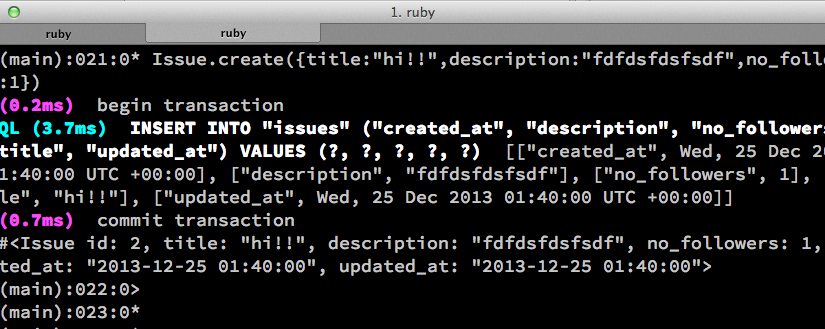 1. ruby
ruby
ruby
(main):021:0* Issue.create({title:"hi!!",description:"fdfdsfdsfsdf",no_foll
:1})
(0.2ms)  begin transaction
QL (3.7ms)  INSERT INTO "issues" ("created_at", "description", "no_followers
title", "updated_at") VALUES (?, ?, ?, ?, ?)  [["created_at", Wed, 25 Dec 2
1:40:00 UTC +00:00], ["description", "fdfdsfdsfsdf"], ["no_followers", 1],
le", "hi!!"], ["updated_at", Wed, 25 Dec 2013 01:40:00 UTC +00:00]]
(0.7ms)  commit transaction
#<Issue id: 2, title: "hi!!", description: "fdfdsfdsfsdf", no_followers: 1,
ted_at: "2013-12-25 01:40:00", updated_at: "2013-12-25 01:40:00">
(main):022:0>
(main):023:0*